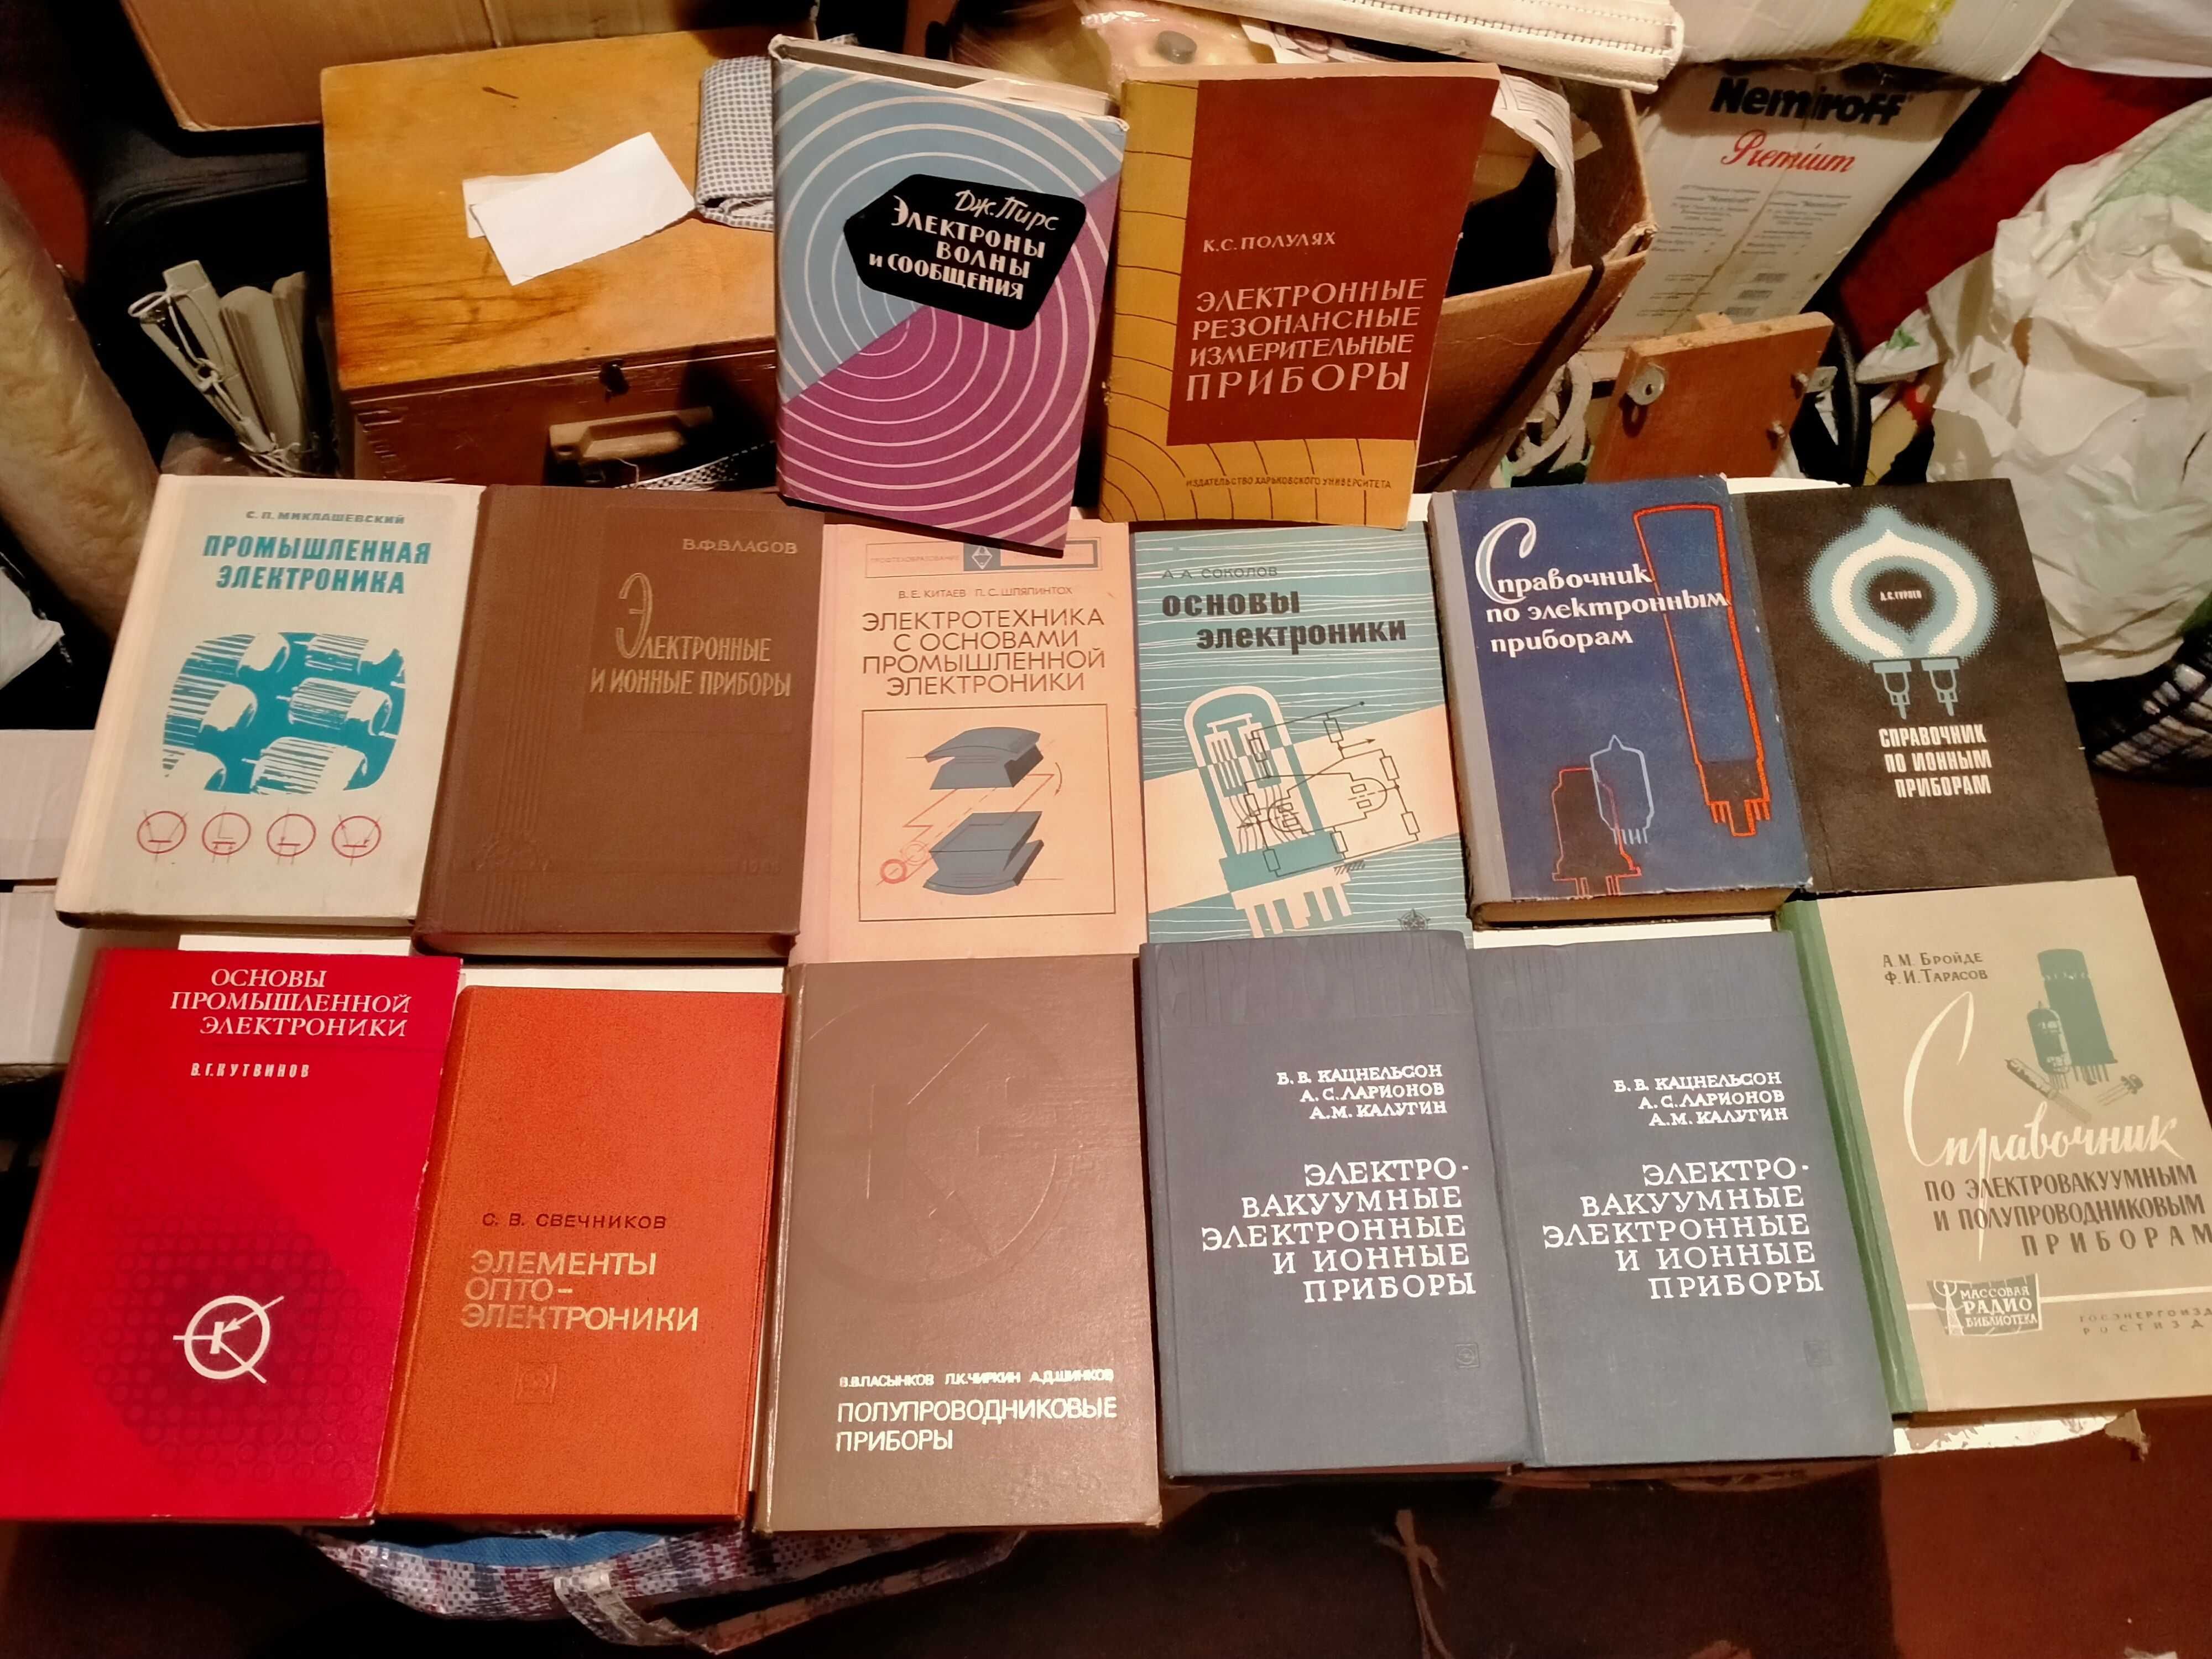 Nemiroff
Premium
Дж. Пирс
Электроны
волны
и сообщения
К.С. ПОЛУЛЯХ
ЭЛЕКТРОННЫЕ
РЕЗОНАНСНЫЕ
ИЗМЕРИТЕЛЬНЫЕ
ПРИБОРЫ
ИЗДАТЕЛЬСТВО ХАРЬКОВСКОГО УНИВЕРСИТЕТА
С. П. МИКЛАШЕВСКИЙ
ПРОМЫШЛЕННАЯ
ЭЛЕКТРОНИКА
В.Ф.ВЛАСОВ
Электронные
и ионные приборы
ПРОФТЕХОБРАЗОВАНИЕ
В. Е. КИТАЕВ П. С. ШЛЯПИНТОХ
ЭЛЕКТРОТЕХНИКА
С ОСНОВАМИ
ПРОМЫШЛЕННОЙ
ЭЛЕКТРОНИКИ
А А СОКОЛОВ
основы
электроники
Справочник
по электронным
приборам
Д.С.ГУРЛЕВ
СПРАВОЧНИК
ПО ИОННЫМ
ПРИБОРАМ
ОСНОВЫ
ПРОМЫШЛЕННОЙ
ЭЛЕКТРОНИКИ
В.Г.КУТВИНОВ
С. В. СВЕЧНИКОВ
ЭЛЕМЕНТЫ
ОПТО-
ЭЛЕКТРОНИКИ
В.В.ПАСЫНКОВ Л.К.ЧИРКИН А.Д.ШИНКОВ
ПОЛУПРОВОДНИКОВЫЕ
ПРИБОРЫ
Б. В. КАЦНЕЛЬСОН
А. С. ЛАРИОНОВ
А. М. КАЛУГИН
ЭЛЕКТРО-
ВАКУУМНЫЕ
ЭЛЕКТРОННЫЕ
И ИОННЫЕ
ПРИБОРЫ
Б. В. КАЦНЕЛЬСОН
А. С. ЛАРИОНОВ
А. М. КАЛУГИН
ЭЛЕКТРО-
ВАКУУМНЫЕ
ЭЛЕКТРОННЫЕ
И ИОННЫЕ
ПРИБОРЫ
А. М. Бройде
Ф. И. Тарасов
Справочник
ПО ЭЛЕКТРОВАКУУМНЫМ
И ПОЛУПРОВОДНИКОВЫМ
ПРИБОРАМ
МАССОВАЯ
РАДИО
БИБЛИОТЕКА
ГОСЭНЕРГОИЗД